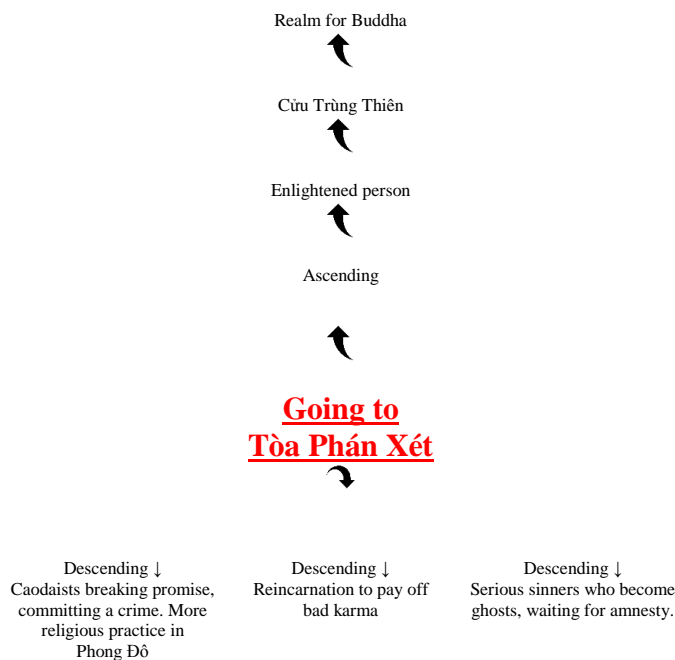 Realm for Buddha
Cửu Trùng Thiên
Enlightened person
Ascending
Going to
Tòa Phán Xét
Descending ↓
Caodaists breaking promise,
committing a crime. More
religious practice in
Phong Đô
Descending ↓
Reincarnation to pay off
bad karma
Descending ↓
Serious sinners who become
ghosts, waiting for amnesty.